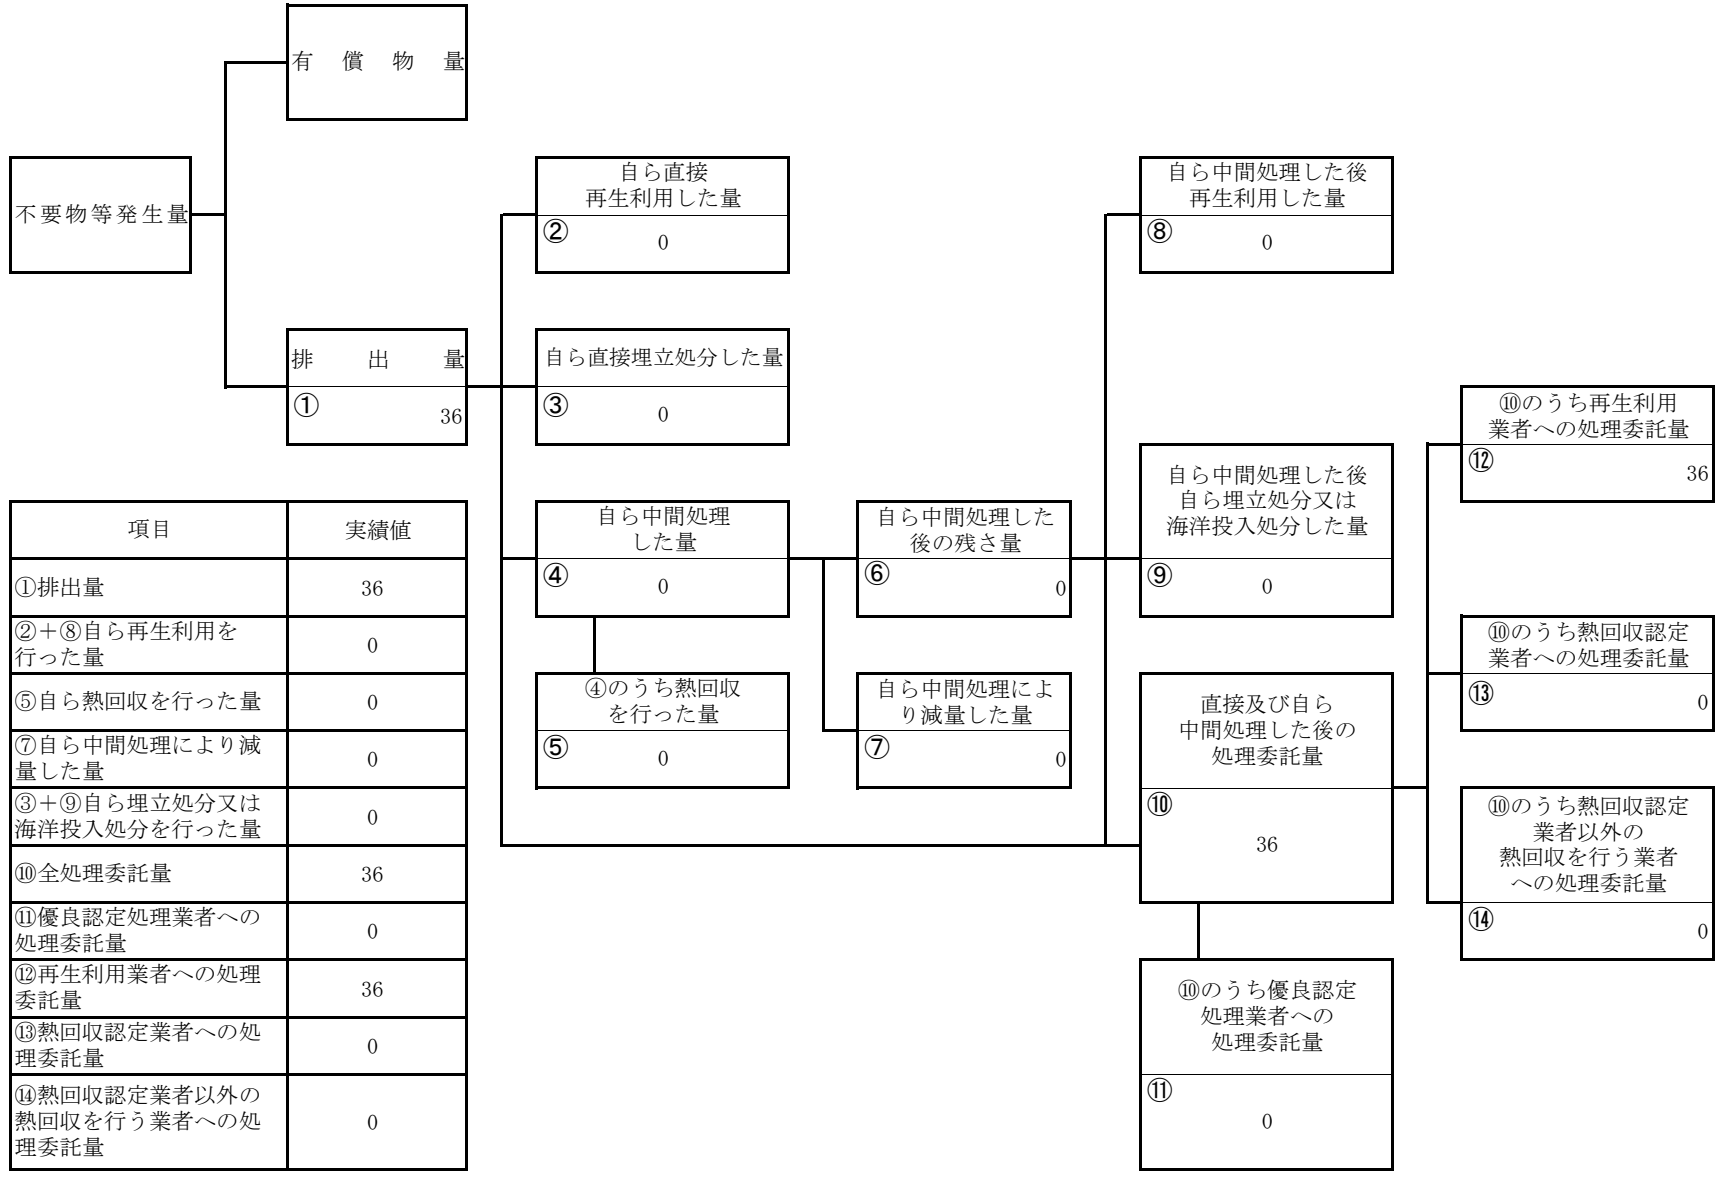 有償物量
不要物等発生量
排出量
①
36
自ら直接
再生利用した量
②
0
自ら直接埋立処分した量
③
0
自ら中間処理
した量
④
0
④のうち熱回収
を行った量
⑤
0
自ら中間処理した
後の残さ量
⑥
0
自ら中間処理によ
り減量した量
⑦
0
自ら中間処理した後
再生利用した量
⑧
0
自ら中間処理した後
自ら埋立処分又は
海洋投入処分した量
⑨
0
直接及び自ら
中間処理した後の
処理委託量
⑩
36
⑩のうち優良認定
処理業者への
処理委託量
⑪
0
⑩のうち再生利用
業者への処理委託量
⑫
36
⑩のうち熱回収認定
業者への処理委託量
⑬
0
⑩のうち熱回収認定
業者以外の
熱回収を行う業者
への処理委託量
⑭
0
項目 実績値
①排出量 36
②＋⑧自ら再生利用を
行った量 0
⑤自ら熱回収を行った量 0
⑦自ら中間処理により減
量した量 0
③＋⑨自ら埋立処分又は
海洋投入処分を行った量 0
⑩全処理委託量 36
⑪優良認定処理業者への
処理委託量 0
⑫再生利用業者への処理
委託量 36
⑬熱回収認定業者への処
理委託量 0
⑭熱回収認定業者以外の
熱回収を行う業者への処
理委託量 0